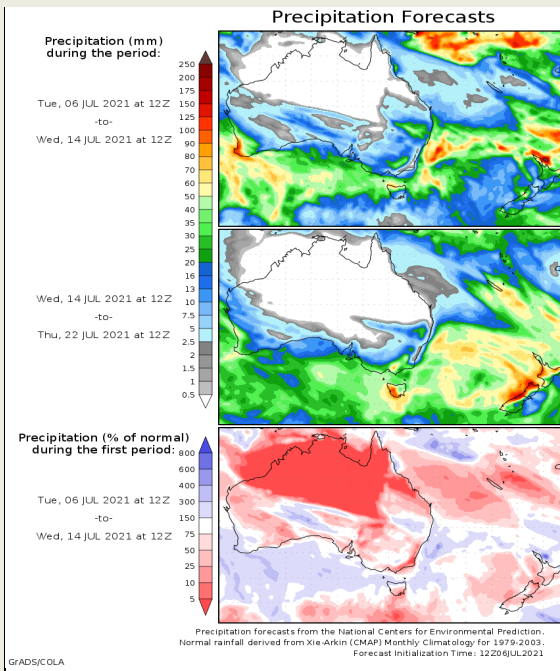 Precipitation Forecasts
Precipitation (mm)
during the period:
Tue, 06 JUL 2021 at 12Z
-to-
Wed, 14 JUL 2021 at 12Z
250
200
175
150
125
100
90
80
70
60
50
40
35
30
25
20
16
13
10
7.5
5
2.5
2
1.5
1
0.5
Wed, 14 JUL 2021 at 12Z
-to-
Thu, 22 JUL 2021 at 12Z
Precipitation (% of normal)
during the first period:
Tue, 06 JUL 2021 at 12Z
-to-
Wed, 14 JUL 2021 at 12Z
800
600
400
300
150
75
50
25
10
5
Precipitation forecasts from the National Centers for Environmental Prediction.
Normal rainfall derived from Xie-Arkin (CMAP) Monthly Climatology for 1979-2003.
Forecast Initialization Time: 12Z06JUL2021
GrADS/COLA